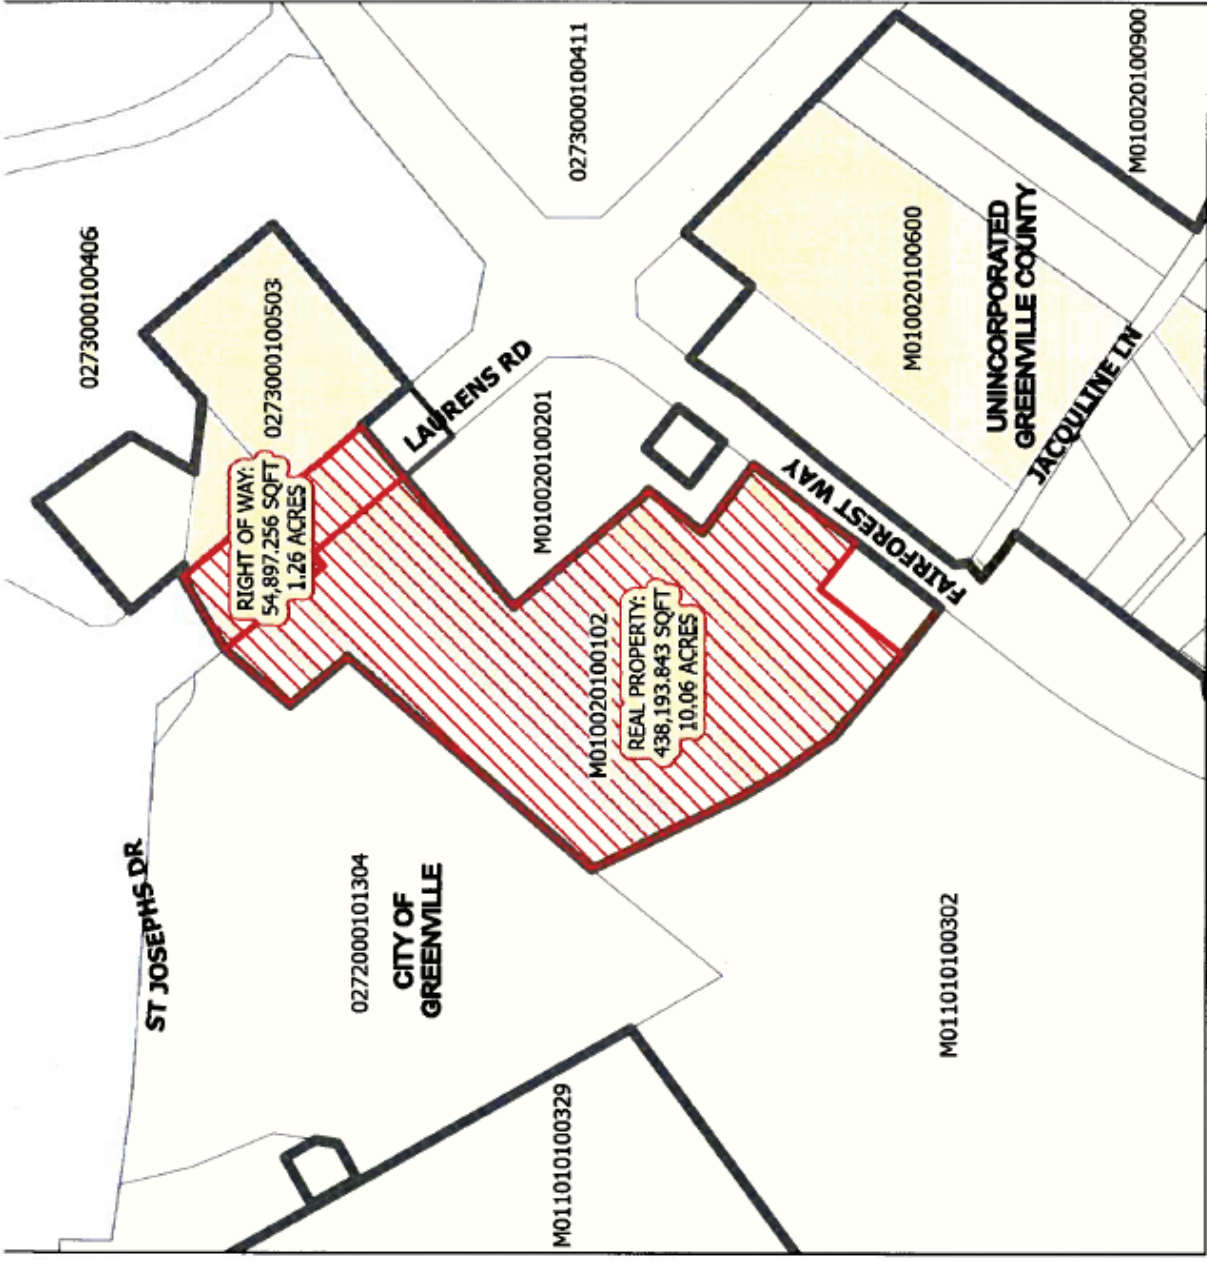 ST JOSEPHS DR
0273000100406
0273000100503
RIGHT OF WAY:
54,897.256 SQFT
1.26 ACRES
LAURENS RD
0273000100411
M010020100201
0272000101304
CITY OF
GREENVILLE
M010020100102
REAL PROPERTY:
438,193.843 SQFT
10.06 ACRES
FAIRFOREST WAY
M010020100600
UNINCORPORATED
GREENVILLE COUNTY
JACQULINE LN
M010020100900
M011010100329
M011010100302